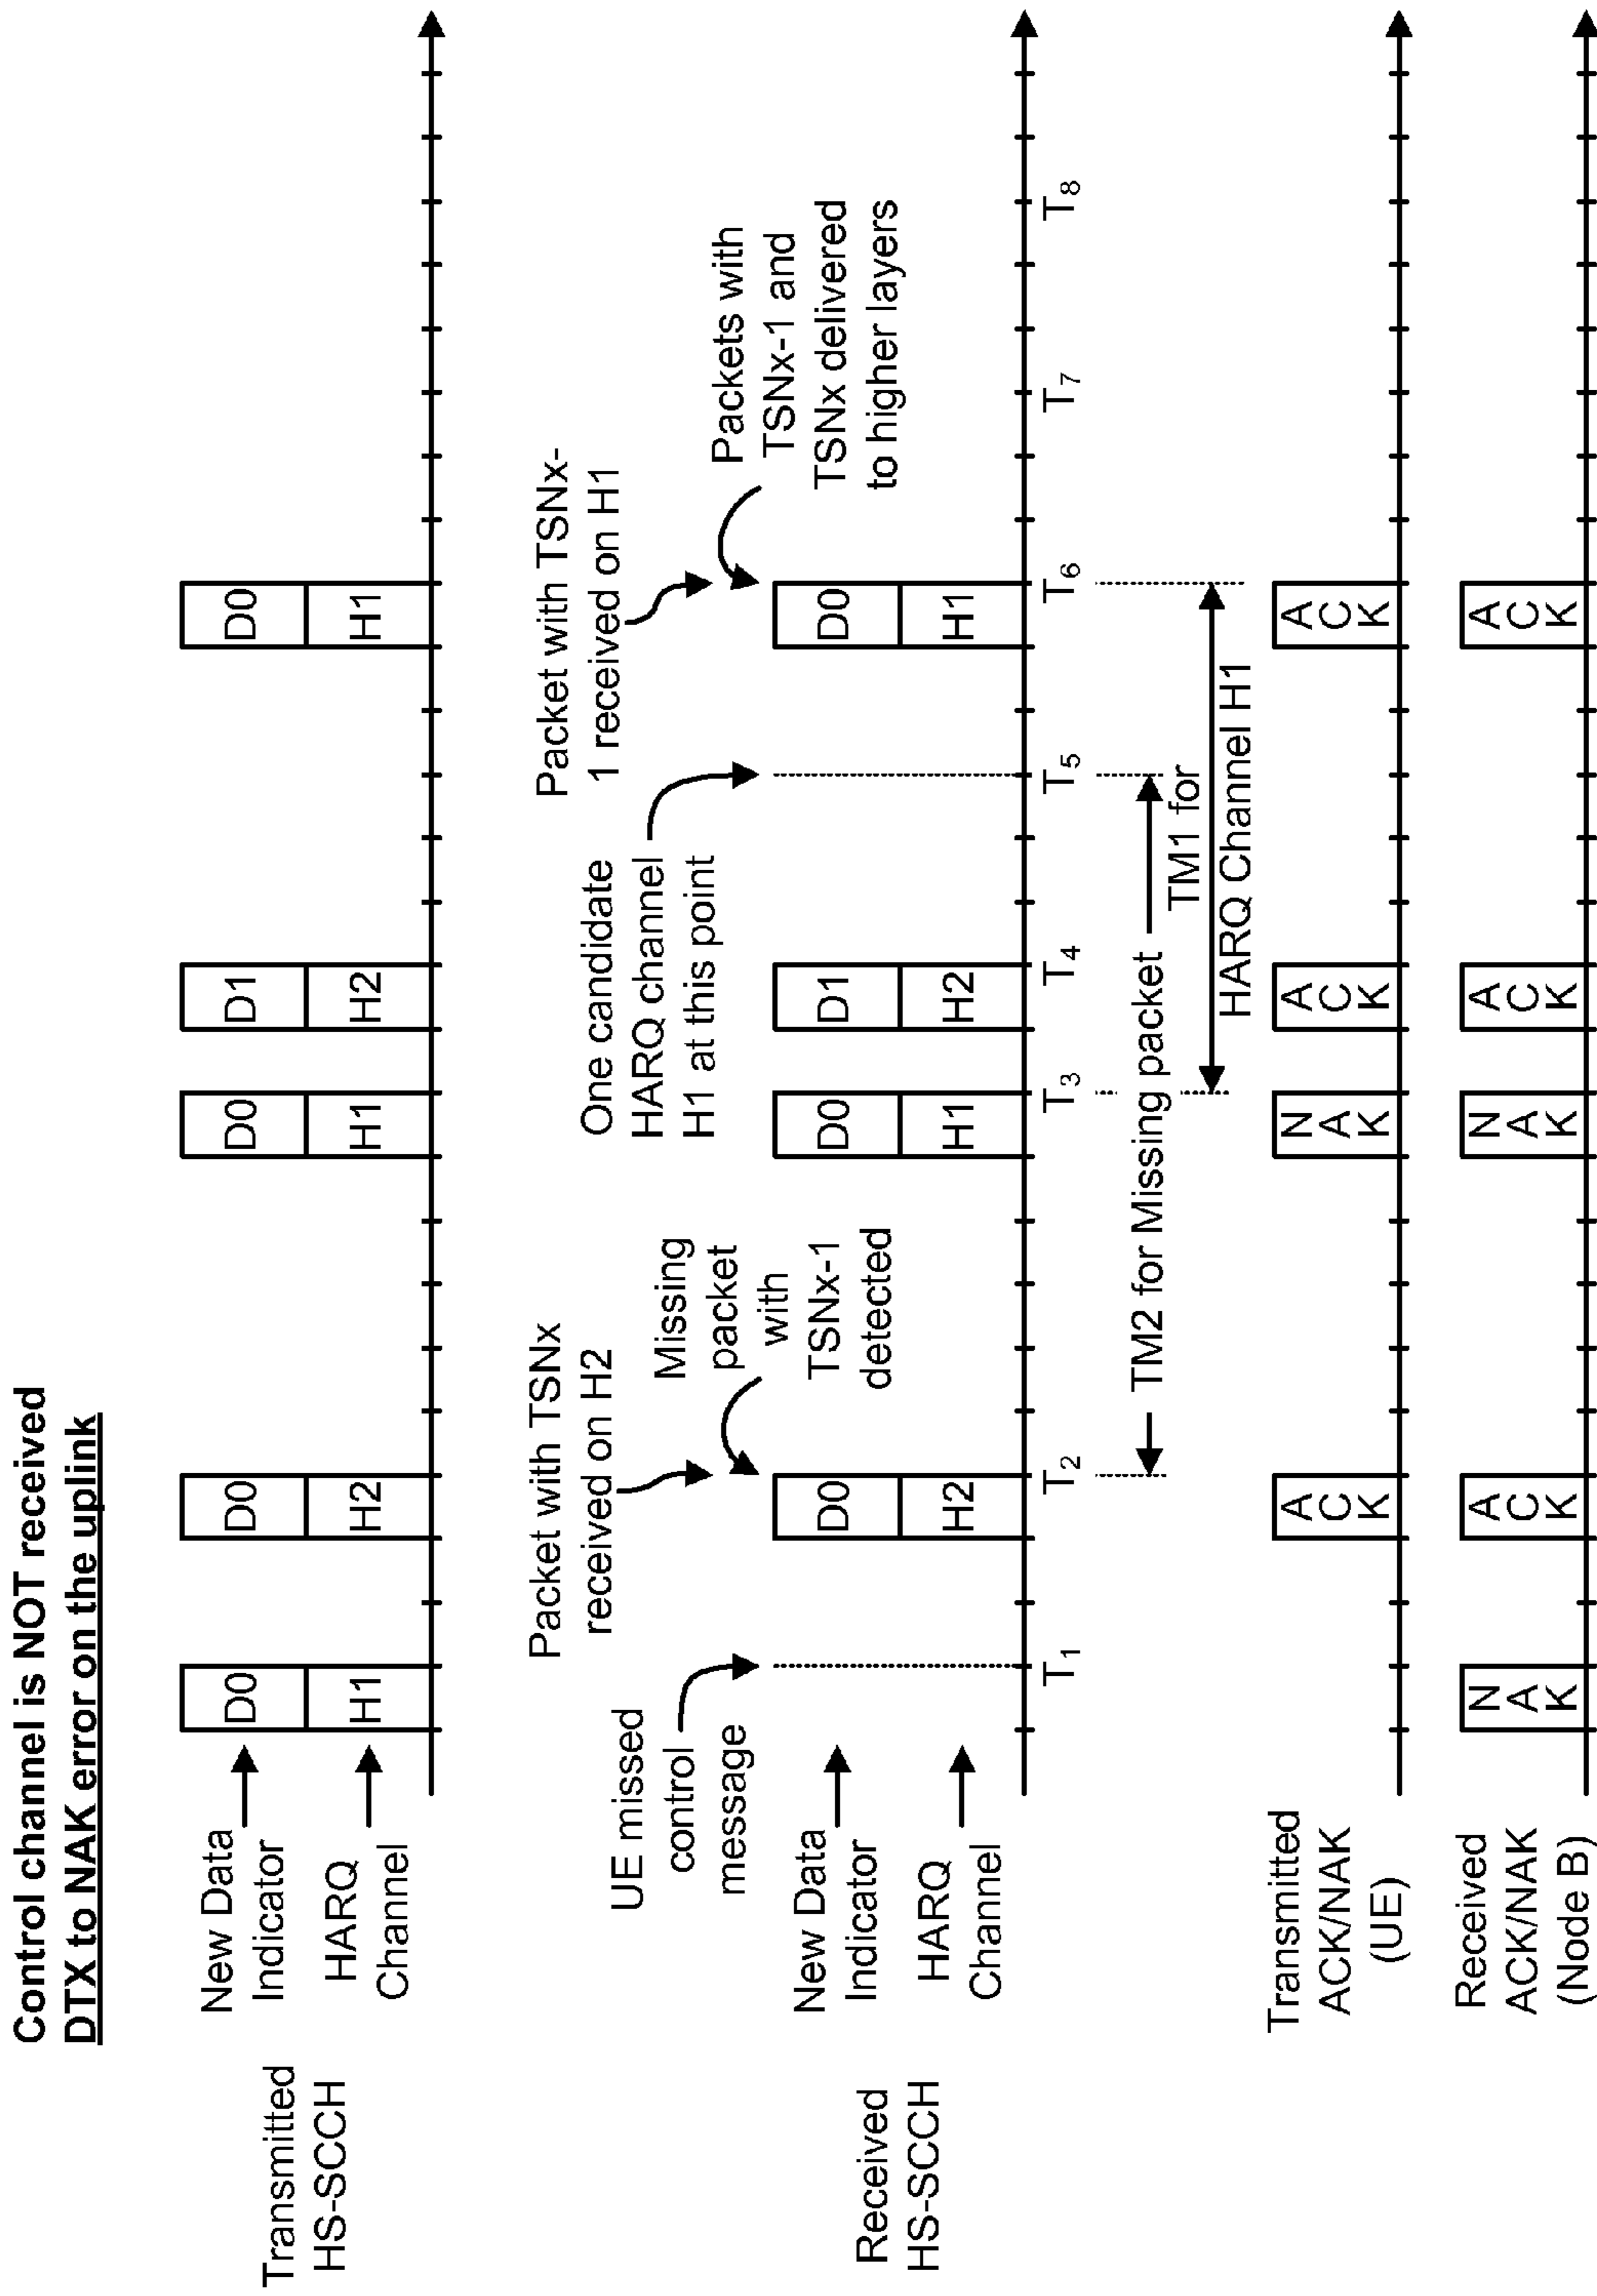 Control channel is NOT received
DTX to NAK error on the uplink
Transmitted
HS-SCCH
New Data
Indicator
HARQ
Channel
D0
H1
D0
H2
D0
H1
D1
H2
D0
H1
Received
HS-SCCH
New Data
Indicator
HARQ
Channel
UE missed
control
message
Packet with TSNx
received on H2
Missing
packet
with
TSNx-1
detected
One candidate
HARQ channel
H1 at this point
Packet with TSNx-
1 received on H1
Packets with
TSNx-1 and
TSNx delivered
to higher layers
D0
H2
D0
H1
D1
H2
D0
H1
T1
T2
T3
T4
T5
T6
T7
T8
TM2 for Missing packet
TM1 for
HARQ Channel H1
Transmitted
ACK/NAK
(UE)
ACK
NAK
ACK
ACK
Received
ACK/NAK
(Node B)
NAK
ACK
NAK
ACK
ACK